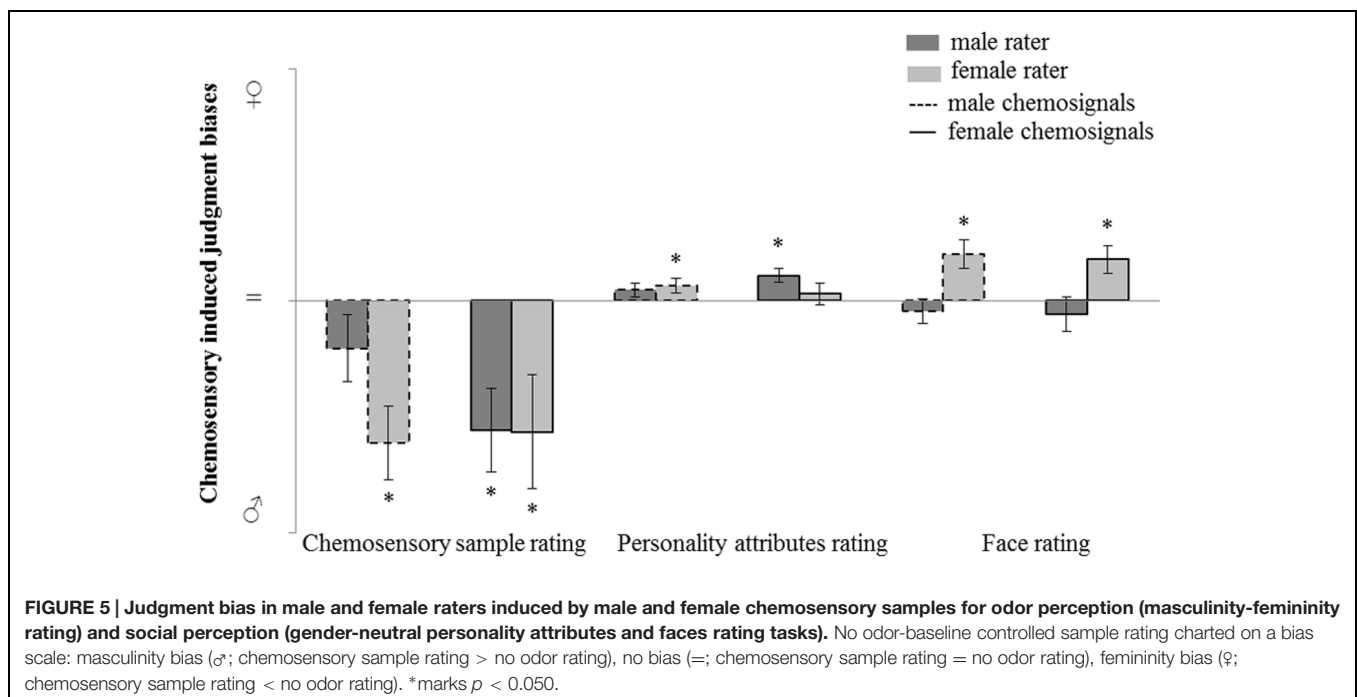 male rater
female rater
male chemosignals
female chemosignals
Chemosensory induced judgment biases
♀
=
♂
* * * * * * *
Chemosensory sample rating Personality attributes rating Face rating
FIGURE 5 | Judgment bias in male and female raters induced by male and female chemosensory samples for odor perception (masculinity-femininity
rating) and social perception (gender-neutral personality attributes and faces rating tasks). No odor-baseline controlled sample rating charted on a bias
scale: masculinity bias (♂; chemosensory sample rating > no odor rating), no bias (=; chemosensory sample rating = no odor rating), femininity bias (♀;
chemosensory sample rating < no odor rating). *marks p < 0.050.